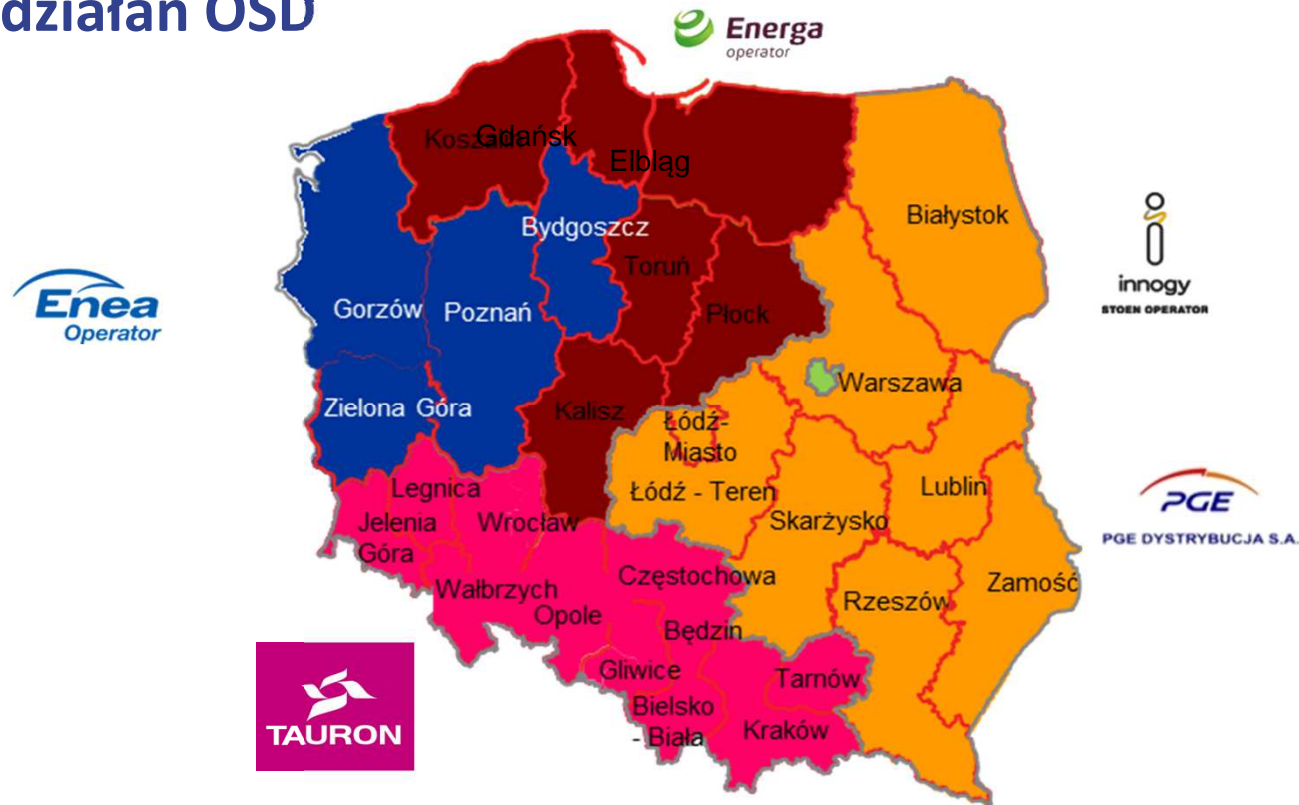 działań OSD
Energa
operator
Koszalin
Gdańsk
Elbląg
Białystok
Bydgoszcz
Toruń
innogy
STOEN OPERATOR
Enea
Operator
Gorzów
Poznań
Płock
Warszawa
Zielona Góra
Kalisz
Łódź-
Miasto
Łódź - Teren
Lublin
Legnica
Jelenia
Góra
Wrocław
Skarżysko
PGE
PGE DYSTRYBUCJA S.A.
Częstochowa
Zamość
Wałbrzych
Opole
Rzeszów
Będzin
Gliwice
Tarnów
Bielsko
- Biała
Kraków
TAURON